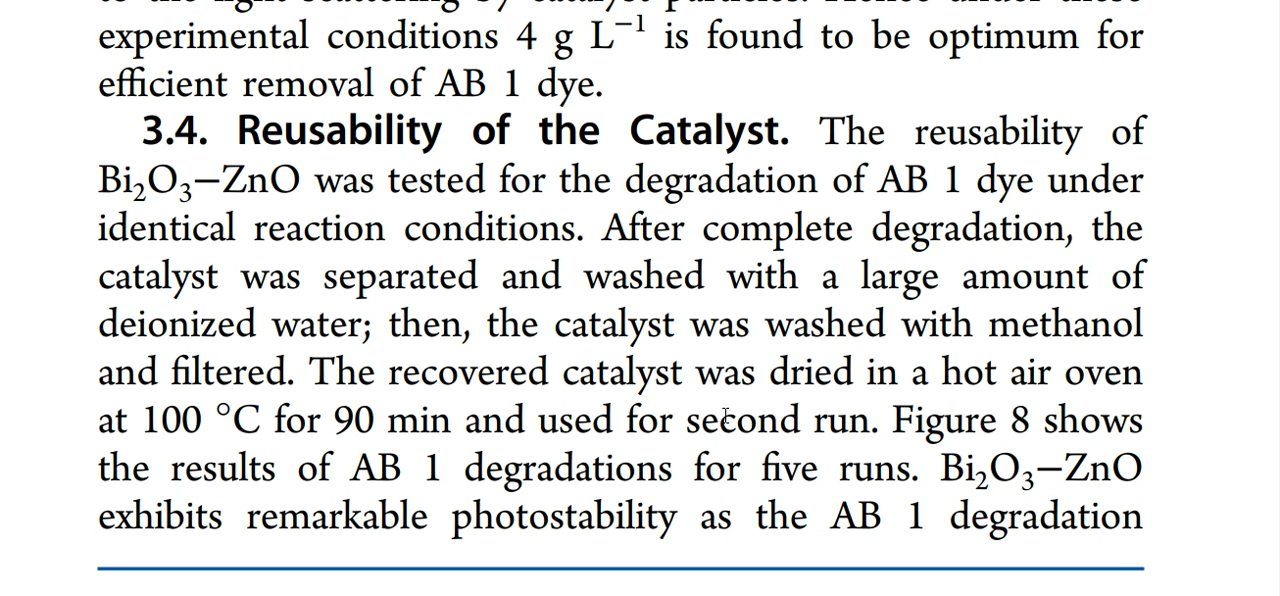 experimental conditions 4 g L⁻¹ is found to be optimum for
efficient removal of AB 1 dye.
3.4. Reusability of the Catalyst. The reusability of
Bi₂O₃−ZnO was tested for the degradation of AB 1 dye under
identical reaction conditions. After complete degradation, the
catalyst was separated and washed with a large amount of
deionized water; then, the catalyst was washed with methanol
and filtered. The recovered catalyst was dried in a hot air oven
at 100 °C for 90 min and used for second run. Figure 8 shows
the results of AB 1 degradations for five runs. Bi₂O₃−ZnO
exhibits remarkable photostability as the AB 1 degradation